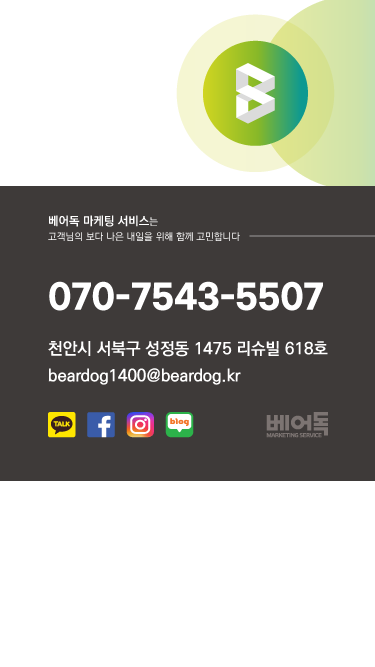 베어독 마케팅 서비스는
고객님의 보다 나은 내일을 위해 함께 고민합니다
070-7543-5507
천안시 서북구 성정동 1475 리슈빌 618호
beardog1400@beardog.kr
TALK
blog
베어독
MARKETING SERVICE